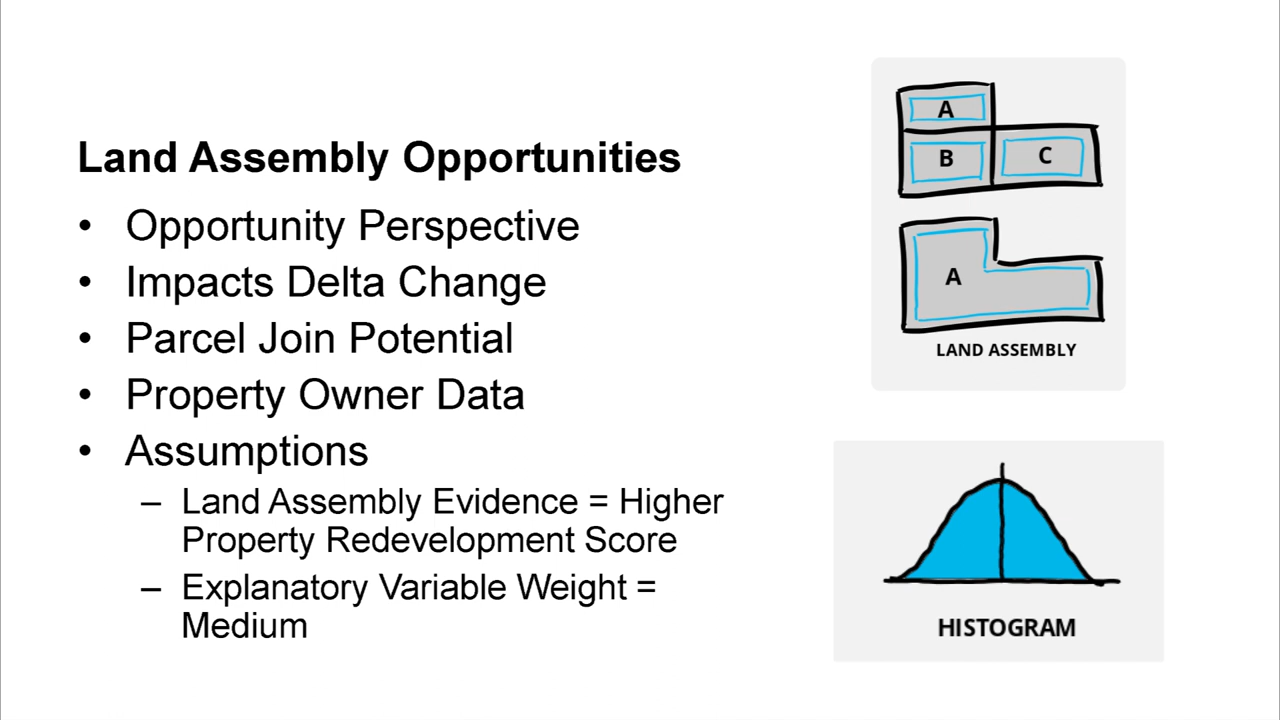 Land Assembly Opportunities
• Opportunity Perspective
• Impacts Delta Change
• Parcel Join Potential
• Property Owner Data
• Assumptions
– Land Assembly Evidence = Higher
Property Redevelopment Score
– Explanatory Variable Weight =
Medium
A
B
C
A
LAND ASSEMBLY
HISTOGRAM